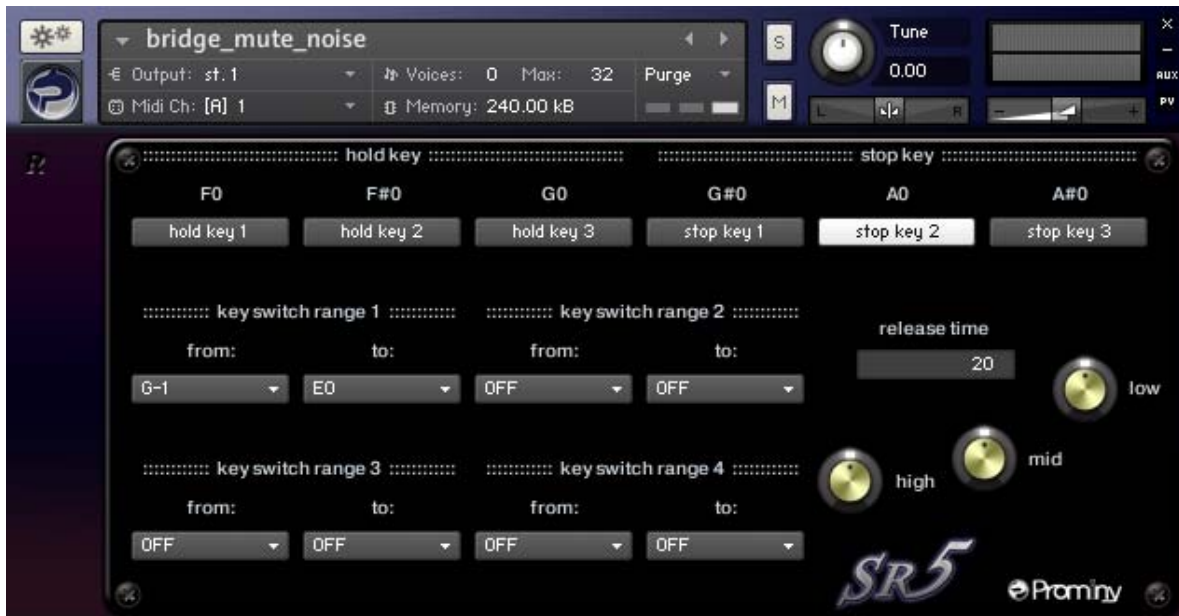 bridge_mute_noise
S
Tune
X
–
Output: st. 1
Voices: 0 Max: 32
Purge
0.00
AUX
Midi Ch: [A] 1
Memory: 240.00 kB
M
L R
– +
PV
hold key
stop key
F0 F#0 G0 G#0 A0 A#0
hold key 1 hold key 2 hold key 3 stop key 1 stop key 2 stop key 3
key switch range 1 key switch range 2
release time
from: to: from: to:
20
G-1 E0 OFF OFF
low
key switch range 3 key switch range 4
mid
high
from: to: from: to:
OFF OFF OFF OFF
SR5
Prominy